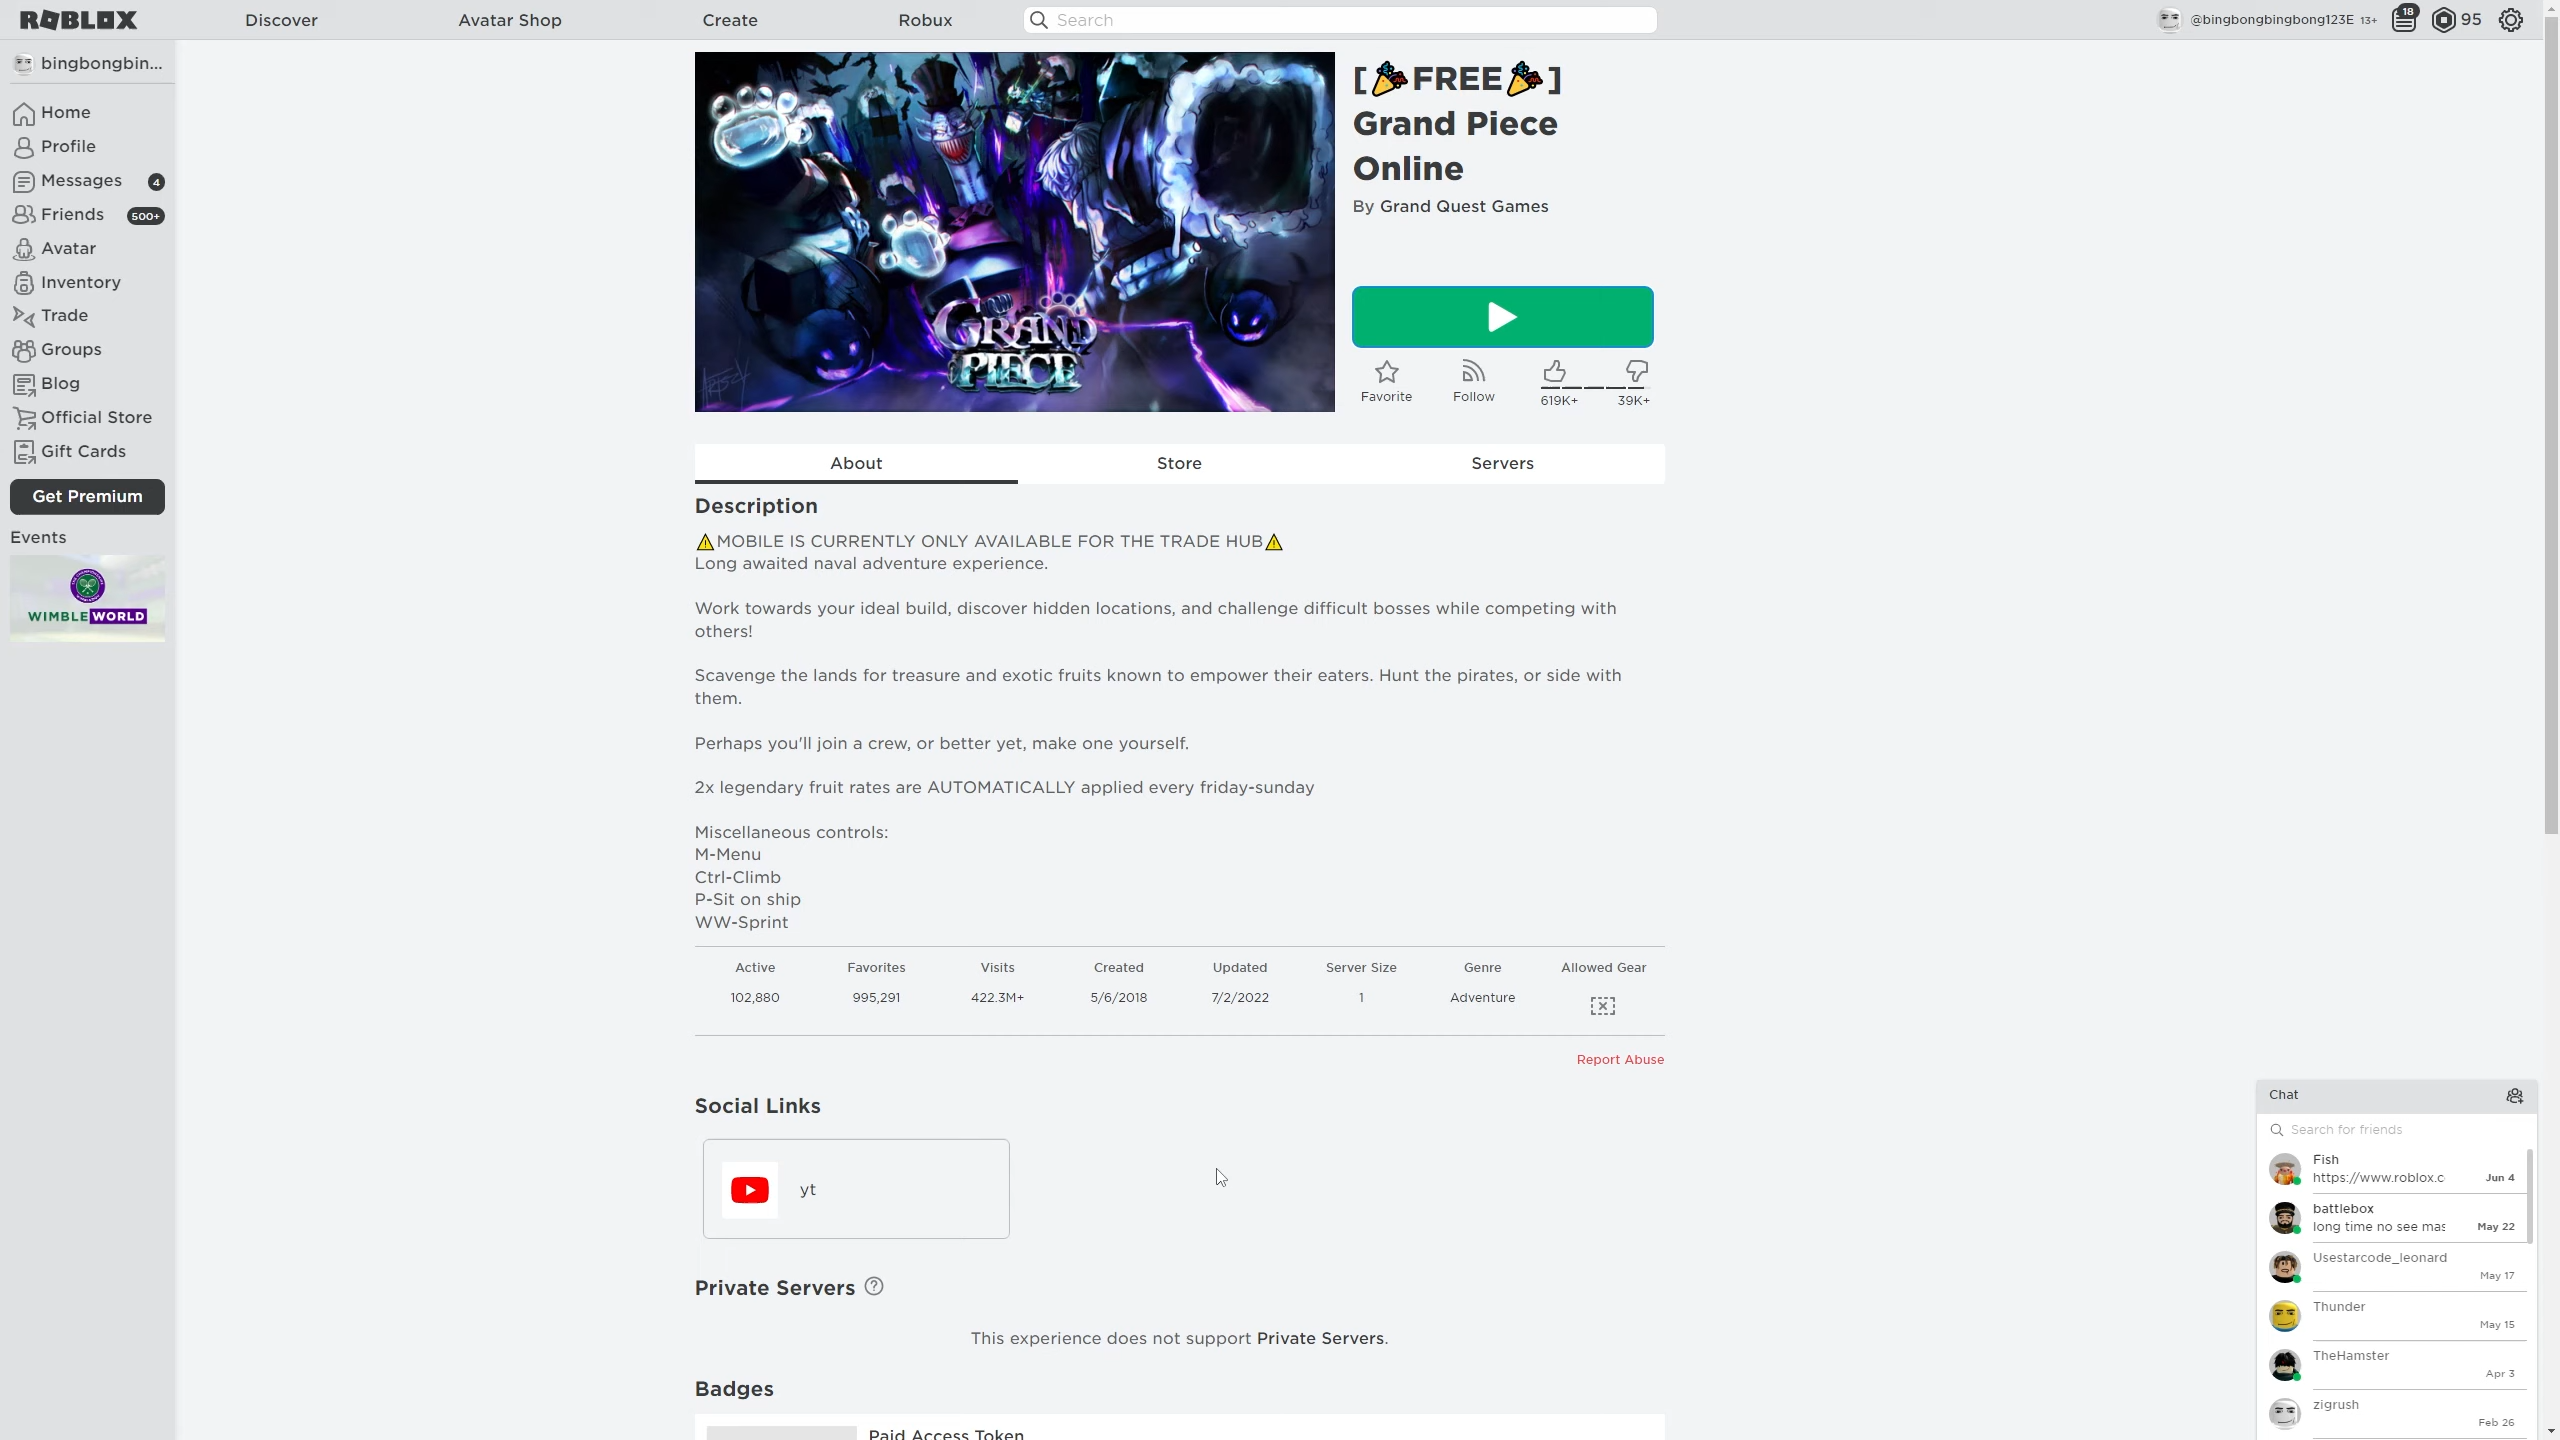 ROBLOX
Discover
Avatar Shop
Create
Robux
Search
@bingbongbingbong123E 13+
18
95
bingbongbin...
Home
Profile
Messages 4
Friends 500+
Avatar
Inventory
Trade
Groups
Blog
Official Store
Gift Cards
Get Premium
Events
WIMBLEWORLD
GRAND
PIECE
[🎉FREE🎉]
Grand Piece
Online
By Grand Quest Games
Favorite
Follow
619K+
39K+
About
Store
Servers
Description
⚠️MOBILE IS CURRENTLY ONLY AVAILABLE FOR THE TRADE HUB⚠️
Long awaited naval adventure experience.
Work towards your ideal build, discover hidden locations, and challenge difficult bosses while competing with
others!
Scavenge the lands for treasure and exotic fruits known to empower their eaters. Hunt the pirates, or side with
them.
Perhaps you'll join a crew, or better yet, make one yourself.
2x legendary fruit rates are AUTOMATICALLY applied every friday-sunday
Miscellaneous controls:
M-Menu
Ctrl-Climb
P-Sit on ship
WW-Sprint
Active Favorites Visits Created Updated Server Size Genre Allowed Gear
102,880 995,291 422.3M+ 5/6/2018 7/2/2022 1 Adventure
Report Abuse
Social Links
yt
Private Servers
This experience does not support Private Servers.
Badges
Paid Access Token
Chat
Search for friends
Fish
https://www.roblox.c Jun 4
battlebox
long time no see mas May 22
Usestarcode_leonard
May 17
Thunder
May 15
TheHamster
Apr 3
zigrush
Feb 26